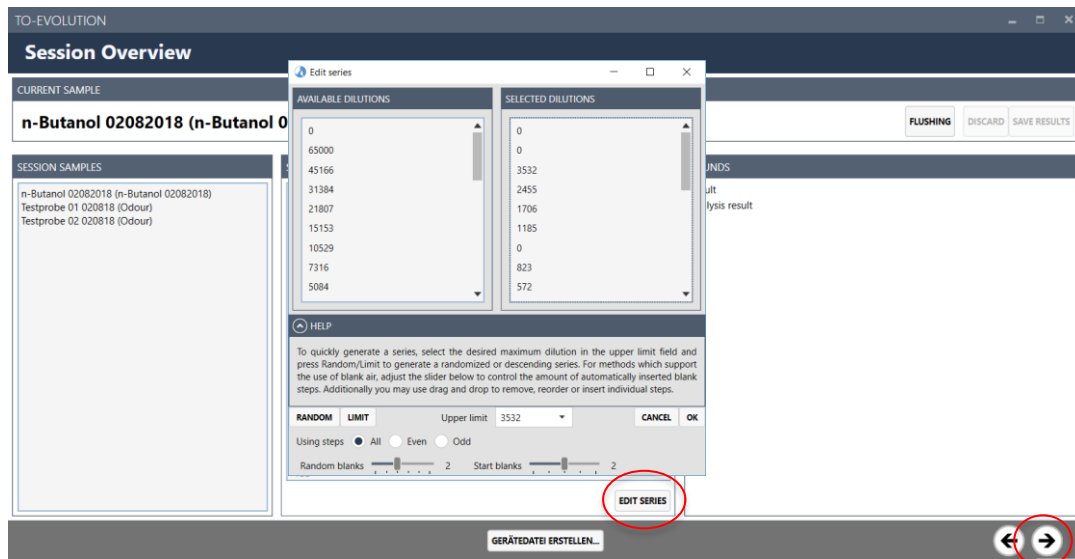 TO-EVOLUTION
Session Overview
CURRENT SAMPLE
n-Butanol 02082018 (n-Butanol 0
FLUSHING
DISCARD
SAVE RESULTS
SESSION SAMPLES
n-Butanol 02082018 (n-Butanol 02082018)
Testprobe 01 020818 (Odour)
Testprobe 02 020818 (Odour)
Edit series
AVAILABLE DILUTIONS
0
65000
45166
31384
21807
15153
10529
7316
5084
SELECTED DILUTIONS
0
0
3532
2455
1706
1185
0
823
572
HELP
To quickly generate a series, select the desired maximum dilution in the upper limit field and
press Random/Limit to generate a randomized or descending series. For methods which support
the use of blank air, adjust the slider below to control the amount of automatically inserted blank
steps. Additionally you may use drag and drop to remove, reorder or insert individual steps.
RANDOM LIMIT Upper limit 3532 CANCEL OK
Using steps All Even Odd
Random blanks 2 Start blanks 2
EDIT SERIES
UNDS
ult
lysis result
GERÄTEDATEI ERSTELLEN...